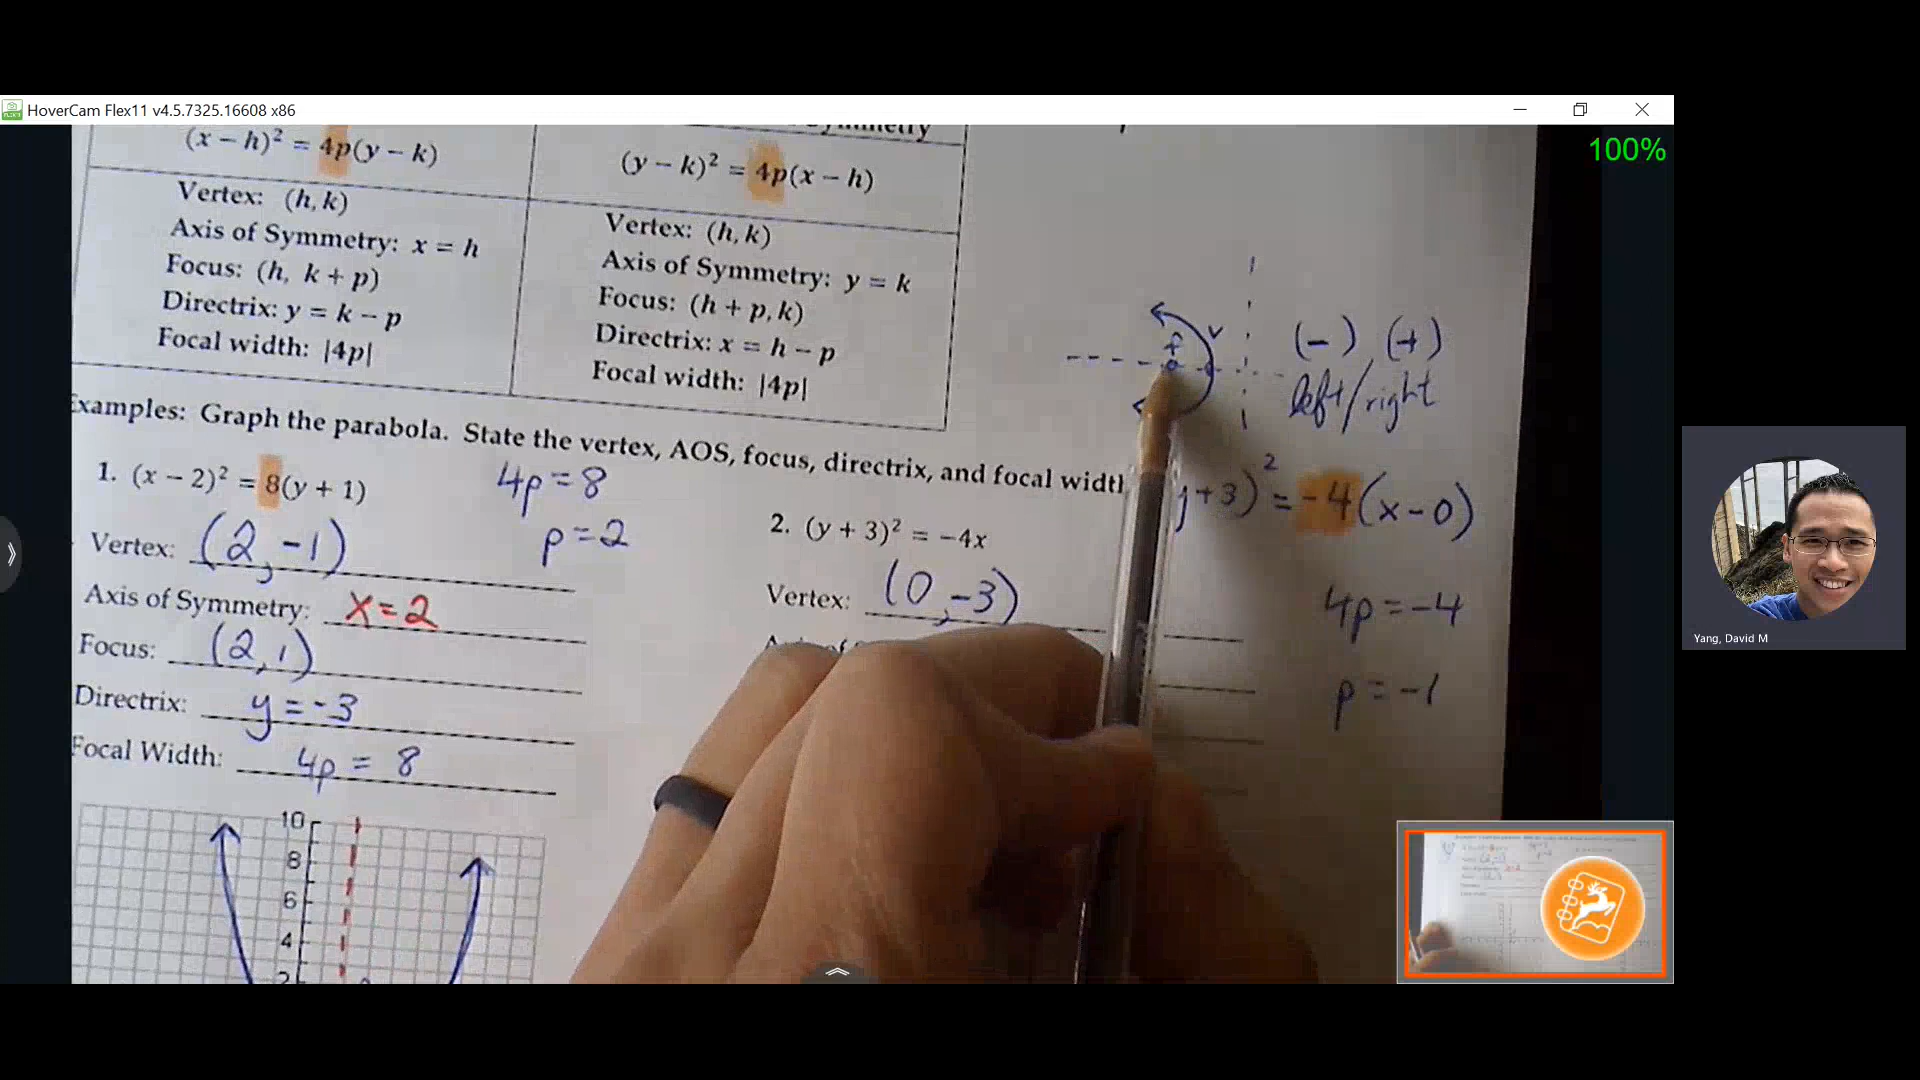 HoverCam Flex11 v4.5.7325.16608 x86
100%
(x − h)² = 4p(y − k)
Vertex: (h, k)
Axis of Symmetry: x = h
Focus: (h, k + p)
Directrix: y = k − p
Focal width: |4p|
(y − k)² = 4p(x − h)
Vertex: (h, k)
Axis of Symmetry: y = k
Focus: (h + p, k)
Directrix: x = h − p
Focal width: |4p|
f
v
(-) (+)
left/right
Examples: Graph the parabola. State the vertex, AOS, focus, directrix, and focal width
1. (x − 2)² = 8(y + 1)
4p = 8
p = 2
Vertex: (2, -1)
Axis of Symmetry: x = 2
Focus: (2, 1)
Directrix: y = -3
Focal Width: 4p = 8
10
8
6
4
2
2. (y + 3)² = −4x
Vertex: (0, -3)
y+3)² = -4(x-0)
4p = -4
p = -1
Yang, David M